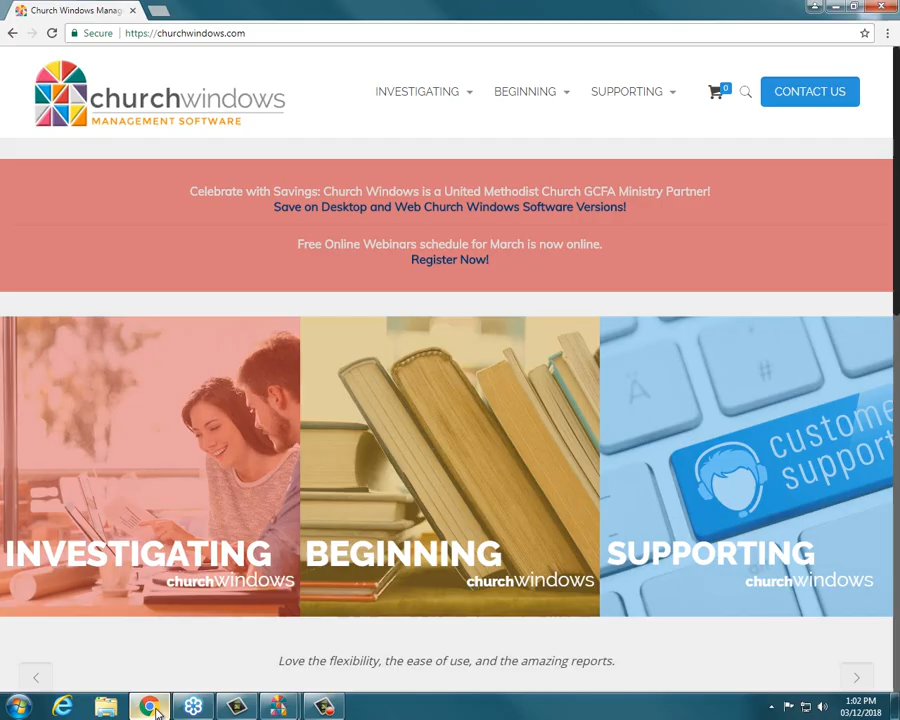 Church Windows Manag
Secure
https://churchwindows.com
churchwindows
MANAGEMENT SOFTWARE
INVESTIGATING
BEGINNING
SUPPORTING
0
CONTACT US
Celebrate with Savings: Church Windows is a United Methodist Church GCFA Ministry Partner!
Save on Desktop and Web Church Windows Software Versions!
Free Online Webinars schedule for March is now online.
Register Now!
Ä
#
custome
support
INVESTIGATING
churchwindows
BEGINNING
churchwindows
SUPPORTING
churchwindows
Love the flexibility, the ease of use, and the amazing reports.
1:02 PM
03/12/2018